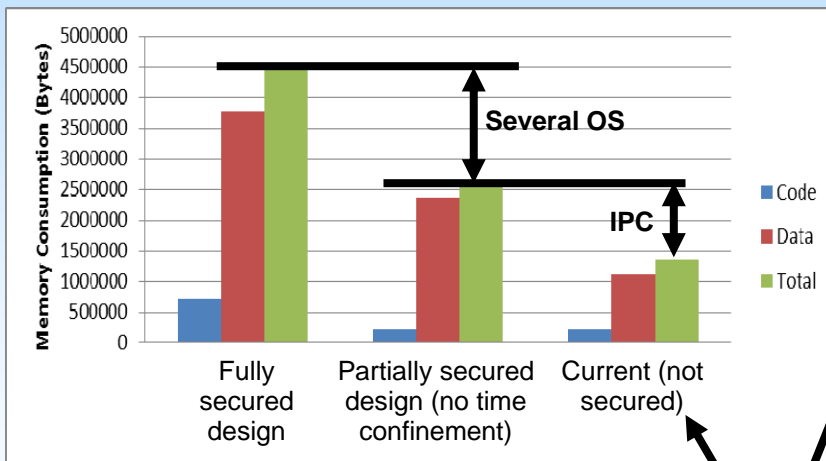 Memory Consumption (Bytes)
5000000
4500000
4000000
3500000
3000000
2500000
2000000
1500000
1000000
500000
0
Several OS
IPC
Code
Data
Total
Fully
secured
design
Partially secured
design (no time
confinement)
Current (not
secured)